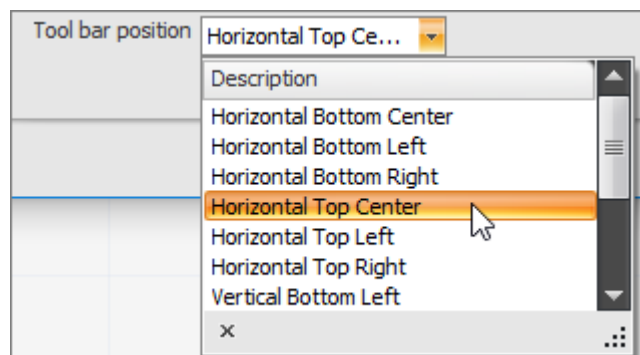 Tool bar position Horizontal Top Ce...
Description
Horizontal Bottom Center
Horizontal Bottom Left
Horizontal Bottom Right
Horizontal Top Center
Horizontal Top Left
Horizontal Top Right
Vertical Bottom Left